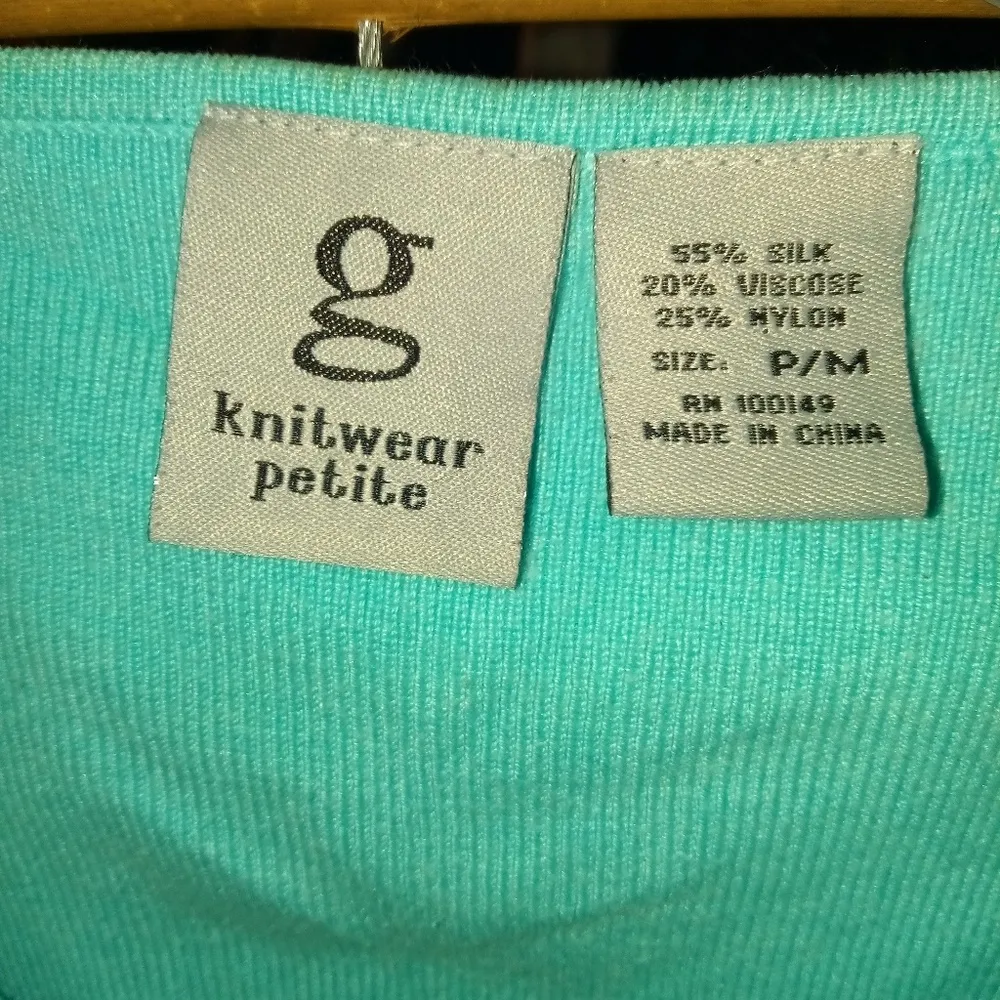 g
knitwear
petite
55% SILK
20% VISCOSE
25% NYLON
SIZE: P/M
RN 100149
MADE IN CHINA